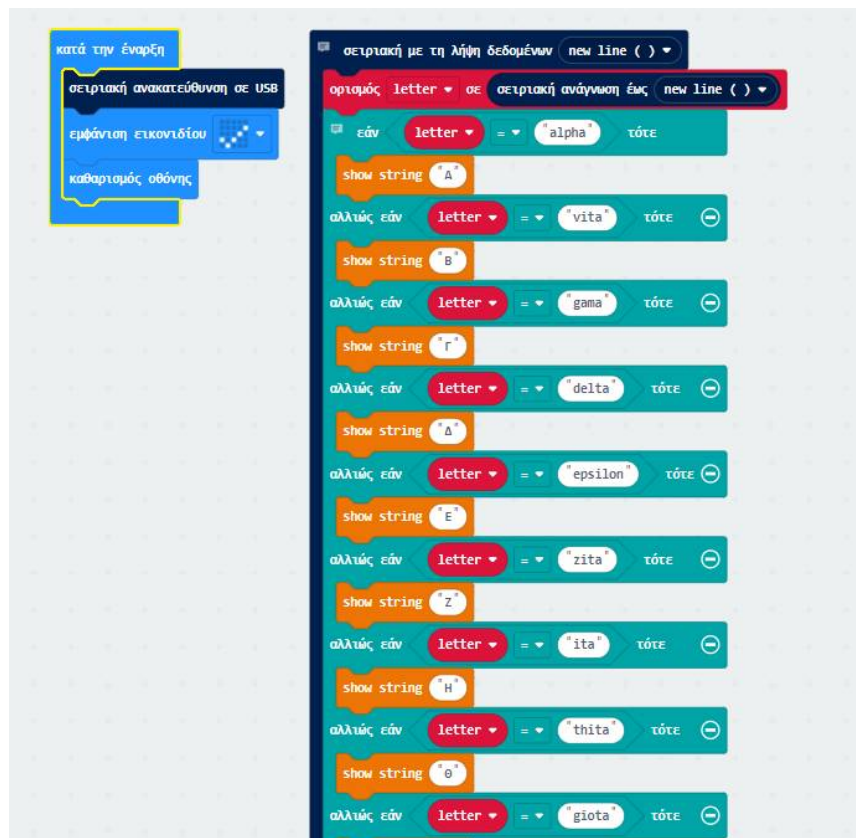 κατά την έναρξη
σειριακή ανακατεύθυνση σε USB
εμφάνιση εικονιδίου
καθαρισμός οθόνης
σειριακή με τη λήψη δεδομένων new line ( )
ορισμός letter σε σειριακή ανάγνωση έως new line ( )
εάν letter = "alpha" τότε
show string "Α"
αλλιώς εάν letter = "vita" τότε
show string "Β"
αλλιώς εάν letter = "gama" τότε
show string "Γ"
αλλιώς εάν letter = "delta" τότε
show string "Δ"
αλλιώς εάν letter = "epsilon" τότε
show string "Ε"
αλλιώς εάν letter = "zita" τότε
show string "Ζ"
αλλιώς εάν letter = "ita" τότε
show string "Η"
αλλιώς εάν letter = "thita" τότε
show string "Θ"
αλλιώς εάν letter = "giota" τότε